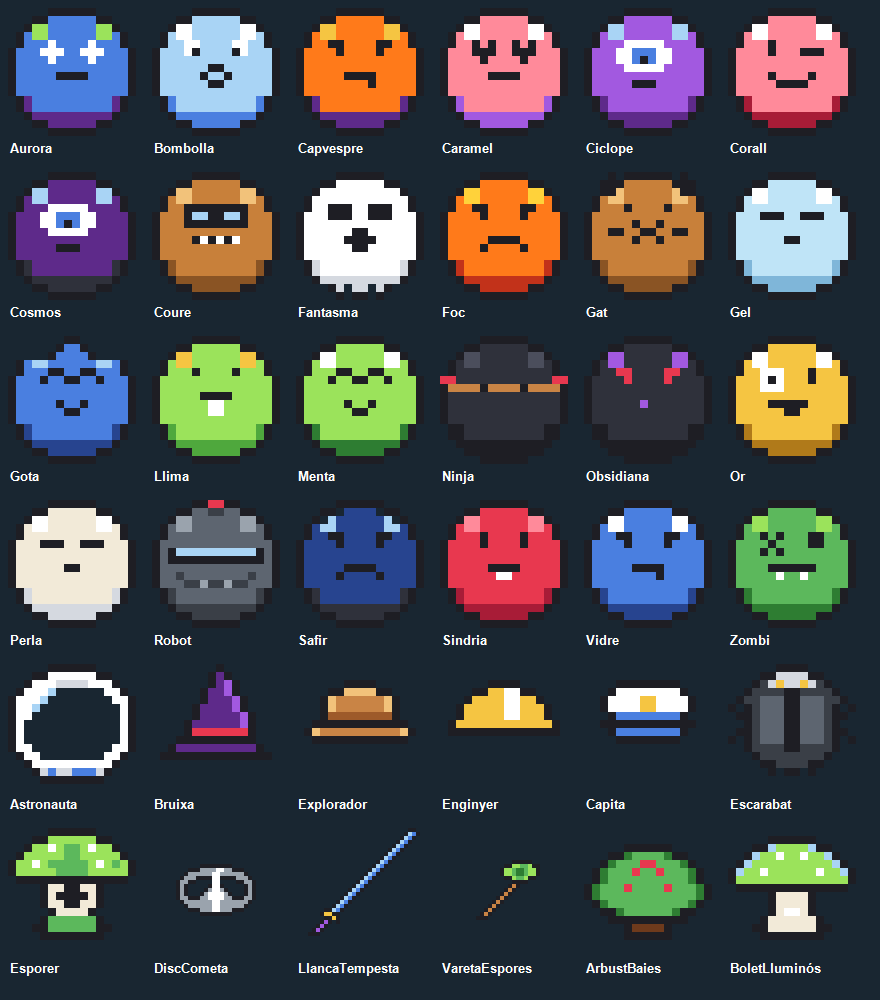 Aurora Bombolla Capvespre Caramel Ciclope Corall
Cosmos Coure Fantasma Foc Gat Gel
Gota Llima Menta Ninja Obsidiana Or
Perla Robot Safir Sindria Vidre Zombi
Astronauta Bruixa Explorador Enginyer Capita Escarabat
Esporer DiscCometa LlancaTempesta VaretaEspores ArbustBaies BoletLluminós